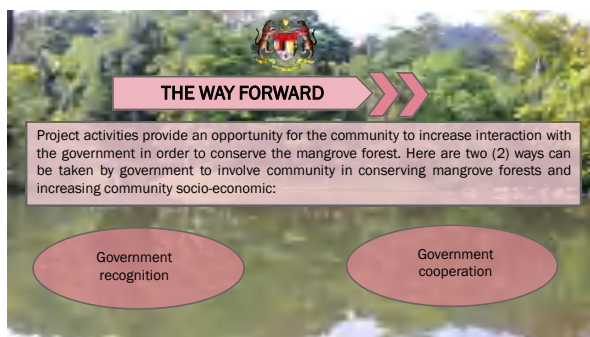 THE WAY FORWARD
Project activities provide an opportunity for the community to increase interaction with
the government in order to conserve the mangrove forest. Here are two (2) ways can
be taken by government to involve community in conserving mangrove forests and
increasing community socio-economic:
Government
recognition
Government
cooperation